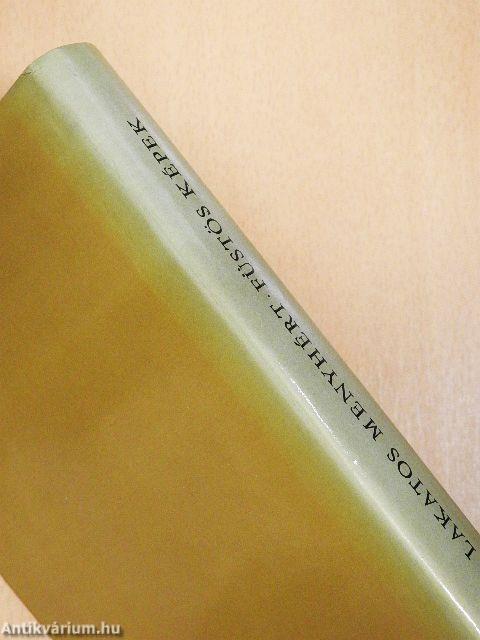 LAKATOS MENYHÉRT · FÜSTÖS KÉPEK
Antikvárium.hu